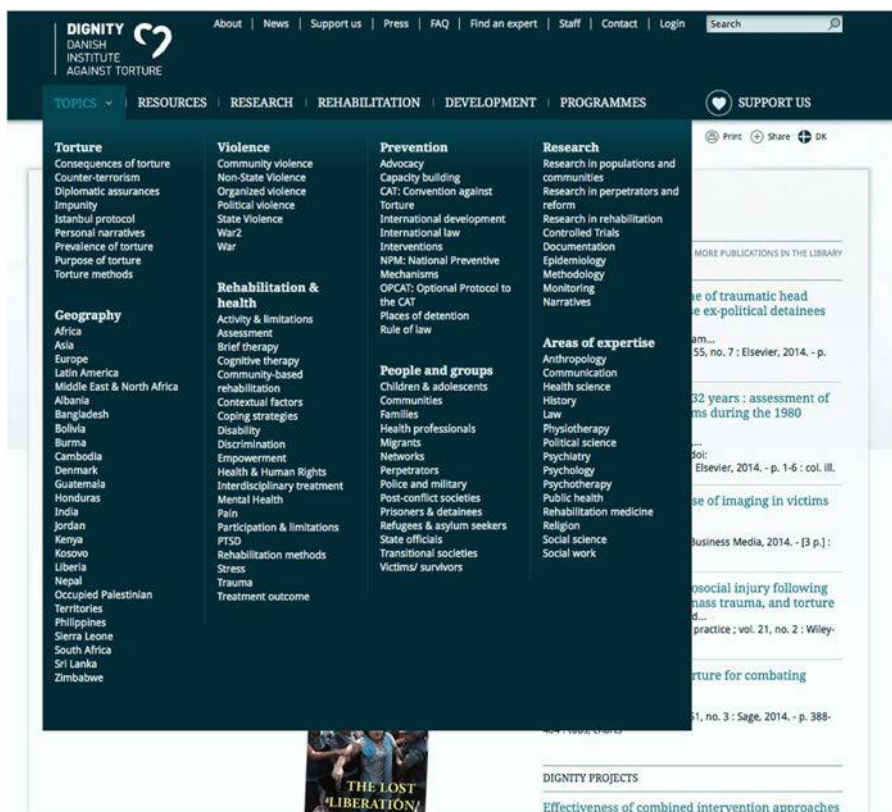 DIGNITY
DANISH
INSTITUTE
AGAINST TORTURE
About | News | Support us | Press | FAQ | Find an expert | Staff | Contact | Login
Search
TOPICS
RESOURCES
RESEARCH
REHABILITATION
DEVELOPMENT
PROGRAMMES
SUPPORT US
Print
Share
DK
Torture
Consequences of torture
Counter-terrorism
Diplomatic assurances
Impunity
Istanbul protocol
Personal narratives
Prevalence of torture
Purpose of torture
Torture methods
Geography
Africa
Asia
Europe
Latin America
Middle East & North Africa
Albania
Bangladesh
Bolivia
Burma
Cambodia
Denmark
Guatemala
Honduras
India
Jordan
Kenya
Kosovo
Liberia
Nepal
Occupied Palestinian
Territories
Philippines
Sierra Leone
South Africa
Sri Lanka
Zimbabwe
Violence
Community violence
Non-State Violence
Organized violence
Political violence
State Violence
War2
War
Rehabilitation &
health
Activity & limitations
Assessment
Brief therapy
Cognitive therapy
Community-based
rehabilitation
Contextual factors
Coping strategies
Disability
Discrimination
Empowerment
Health & Human Rights
Interdisciplinary treatment
Mental Health
Pain
Participation & limitations
PTSD
Rehabilitation methods
Stress
Trauma
Treatment outcome
Prevention
Advocacy
Capacity building
CAT: Convention against
Torture
International development
International law
Interventions
NPM: National Preventive
Mechanisms
OPCAT: Optional Protocol to
the CAT
Places of detention
Rule of law
People and groups
Children & adolescents
Communities
Families
Health professionals
Migrants
Networks
Perpetrators
Police and military
Post-conflict societies
Prisoners & detainees
Refugees & asylum seekers
State officials
Transitional societies
Victims/ survivors
Research
Research in populations and
communities
Research in perpetrators and
reform
Research in rehabilitation
Controlled Trials
Documentation
Epidemiology
Methodology
Monitoring
Narratives
Areas of expertise
Anthropology
Communication
Health science
History
Law
Physiotherapy
Political science
Psychiatry
Psychology
Psychotherapy
Public health
Rehabilitation medicine
Religion
Social science
Social work
MORE PUBLICATIONS IN THE LIBRARY
of traumatic head
ex-political detainees
55, no. 7 : Elsevier, 2014. - p.
32 years : assessment of
during the 1980
doi:
Elsevier, 2014. - p. 1-6 : col. ill.
of imaging in victims
Business Media, 2014. - [3 p.] :
injury following
mass trauma, and torture
practice ; vol. 21, no. 2 : Wiley-
for combating
no. 3 : Sage, 2014. - p. 388-
THE LOST
LIBERATION
DIGNITY PROJECTS
Effectiveness of combined intervention approaches